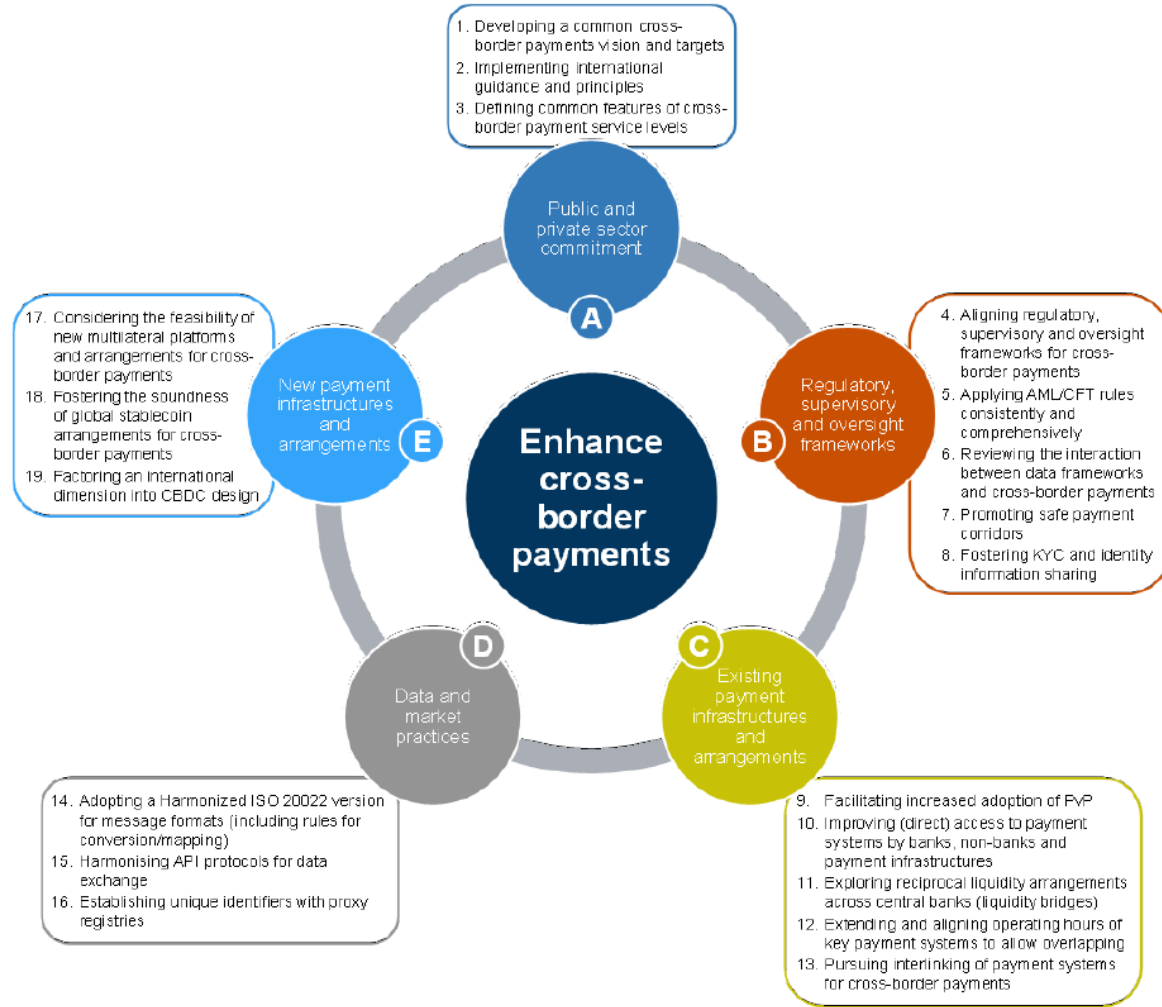 1. Developing a common cross-
border payments vision and targets
2. Implementing international
guidance and principles
3. Defining common features of cross-
border payment service levels
Public and
private sector
commitment
A
17. Considering the feasibility of
new multilateral platforms
and arrangements for cross-
border payments
18. Fostering the soundness
of global stablecoin
arrangements for cross-
border payments
19. Factoring an international
dimension into CBDC design
New payment
infrastructures
and
arrangements
E
Enhance
cross-
border
payments
Regulatory,
supervisory
and oversight
frameworks
B
4. Aligning regulatory,
supervisory and oversight
frameworks for cross-
border payments
5. Applying AML/CFT rules
consistently and
comprehensively
6. Reviewing the interaction
between data frameworks
and cross-border payments
7. Promoting safe payment
corridors
8. Fostering KYC and identity
information sharing
D
Data and
market
practices
C
Existing
payment
infrastructures
and
arrangements
14. Adopting a Harmonized ISO 20022 version
for message formats (including rules for
conversion/mapping)
15. Harmonising API protocols for data
exchange
16. Establishing unique identifiers with proxy
registries
9. Facilitating increased adoption of PvP
10. Improving (direct) access to payment
systems by banks, non-banks and
payment infrastructures
11. Exploring reciprocal liquidity arrangements
across central banks (liquidity bridges)
12. Extending and aligning operating hours of
key payment systems to allow overlapping
13. Pursuing interlinking of payment systems
for cross-border payments